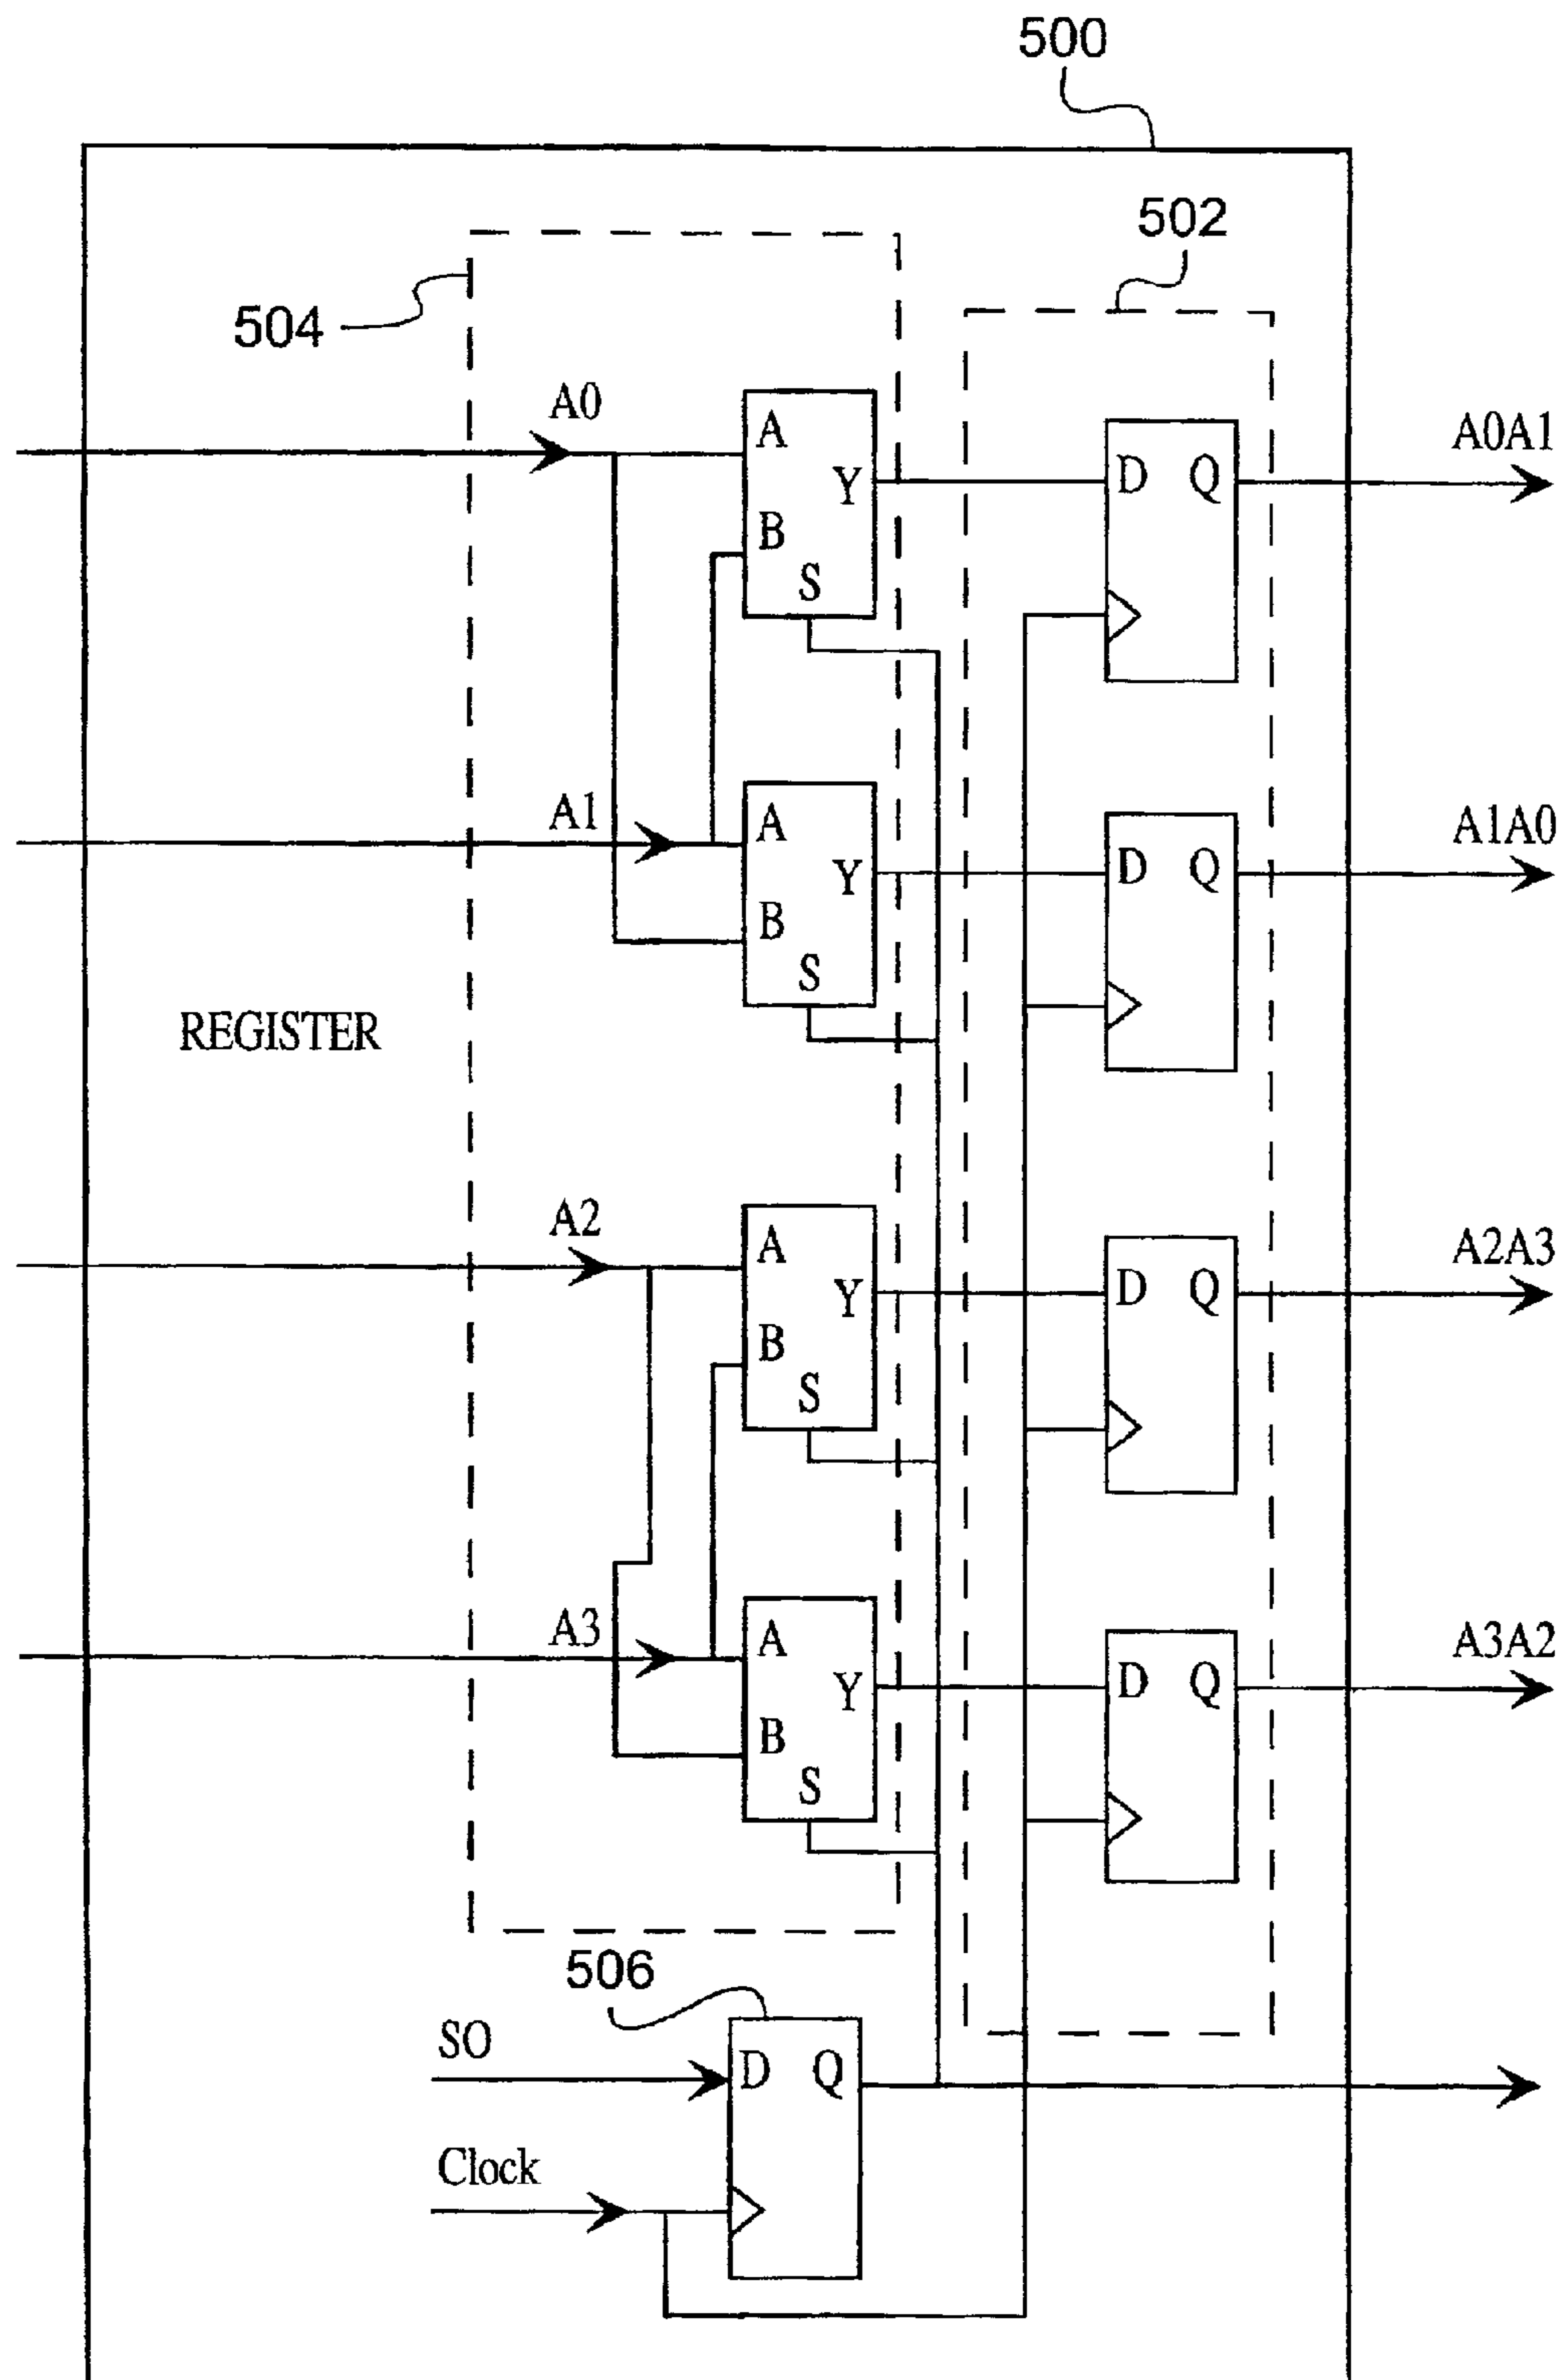 500
502
504
A0
A
Y
B
S
D Q
A0A1
A1
A
Y
B
S
D Q
A1A0
REGISTER
A2
A
Y
B
S
D Q
A2A3
A3
A
Y
B
S
D Q
A3A2
506
SO
D Q
Clock